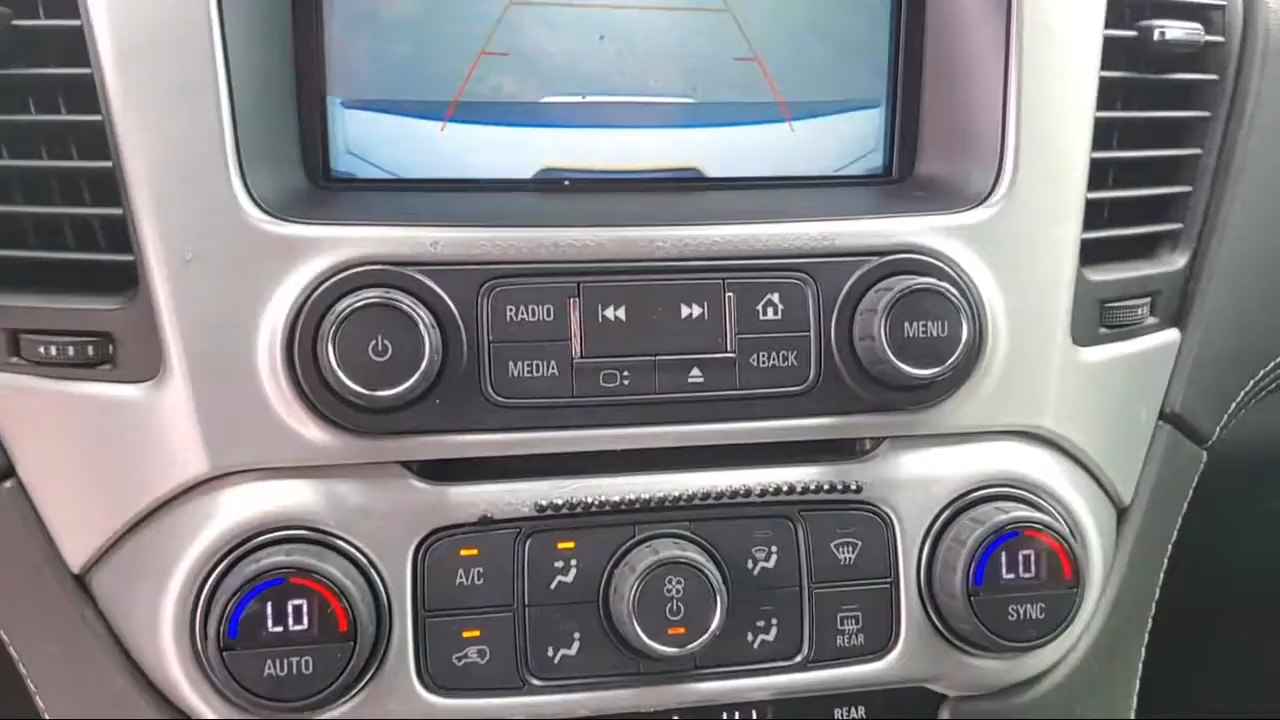 RADIO
MEDIA
BACK
MENU
LO
AUTO
A/C
REAR
LO
SYNC
REAR